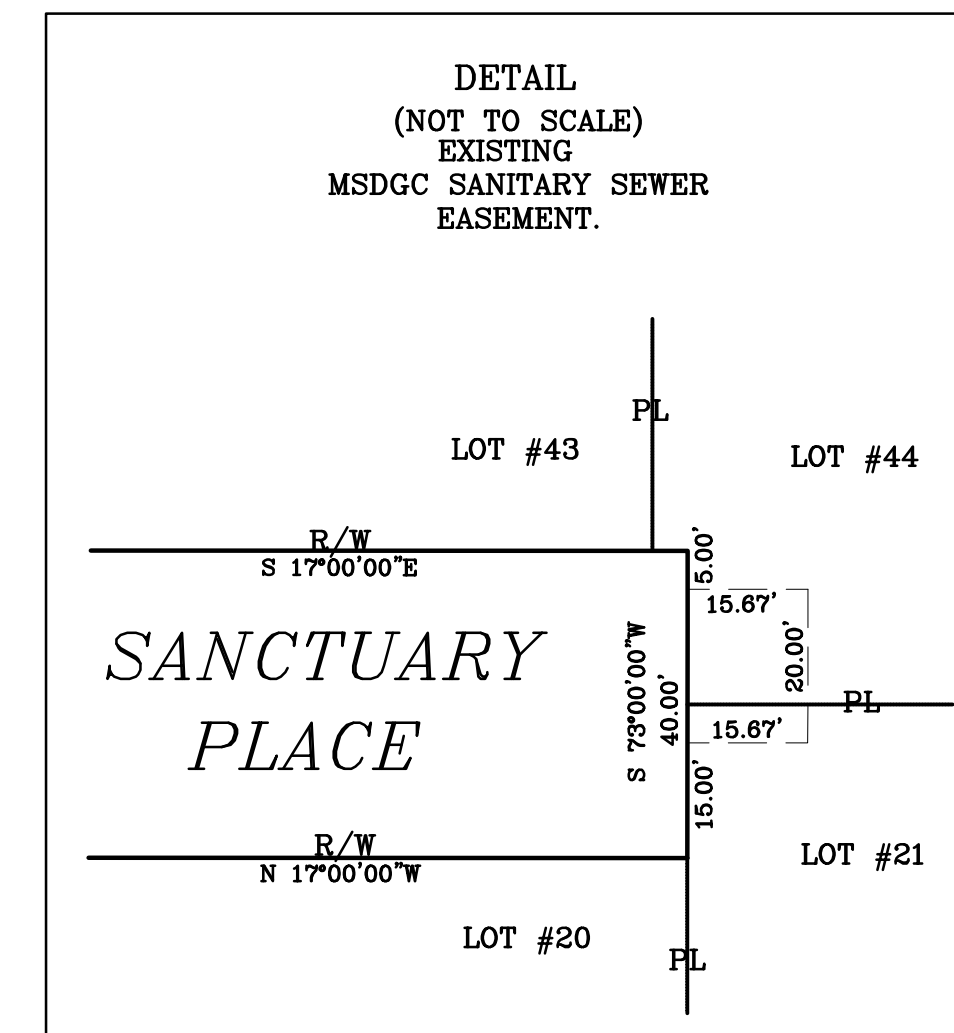 DETAIL
(NOT TO SCALE)
EXISTING
MSDGC SANITARY SEWER
EASEMENT.
PL
LOT #43
LOT #44
R/W
S 17°00'00"E
5.00'
15.67'
SANCTUARY
PLACE
S 73°00'00"W
40.00'
20.00'
PL
15.67'
15.00'
R/W
N 17°00'00"W
LOT #21
LOT #20
PL